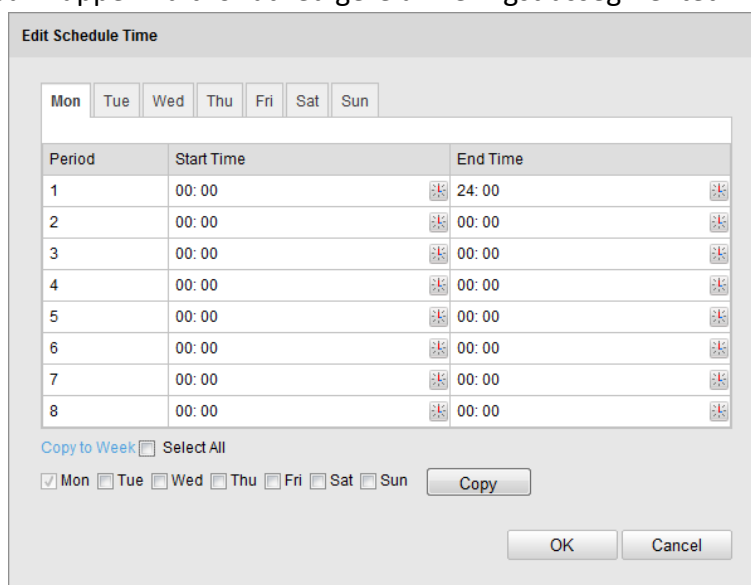 Edit Schedule Time
Mon Tue Wed Thu Fri Sat Sun
Period Start Time End Time
1 00: 00 24: 00
2 00: 00 00: 00
3 00: 00 00: 00
4 00: 00 00: 00
5 00: 00 00: 00
6 00: 00 00: 00
7 00: 00 00: 00
8 00: 00 00: 00
Copy to Week Select All
Mon Tue Wed Thu Fri Sat Sun Copy
OK Cancel